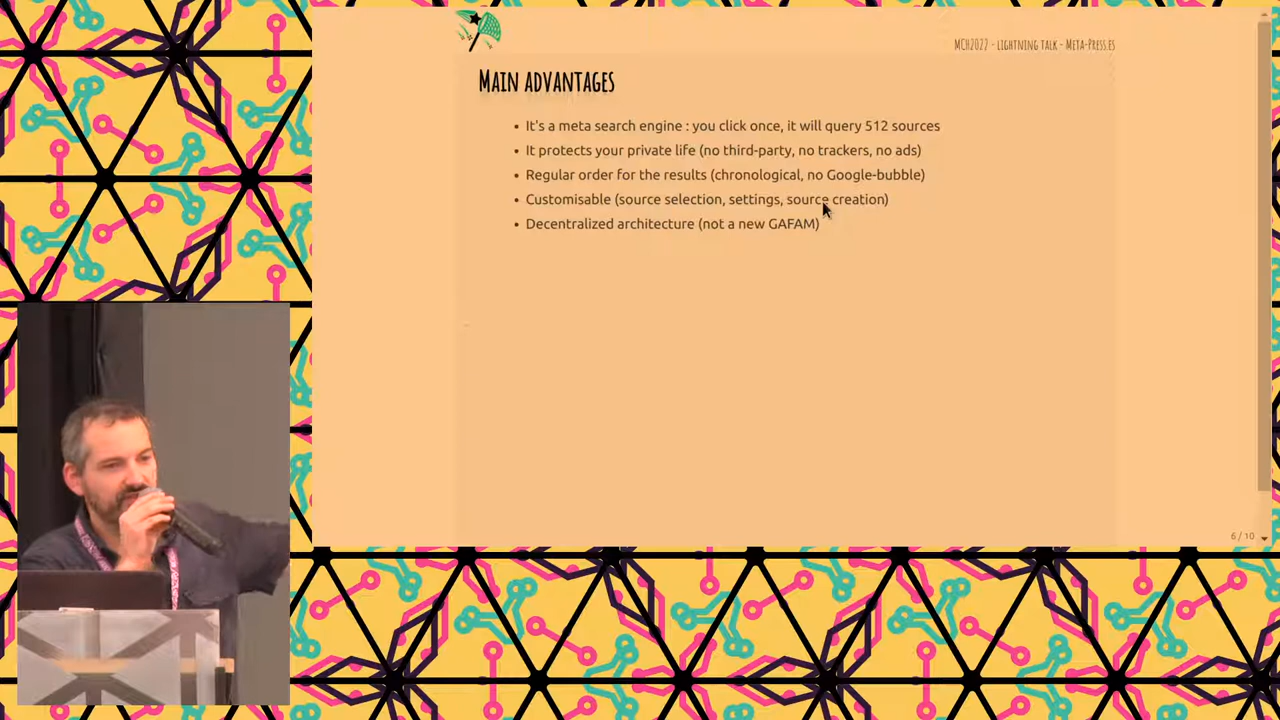 MCH2022 - lightning talk - Meta-Press.es
Main advantages
• It's a meta search engine : you click once, it will query 512 sources
• It protects your private life (no third-party, no trackers, no ads)
• Regular order for the results (chronological, no Google-bubble)
• Customisable (source selection, settings, source creation)
• Decentralized architecture (not a new GAFAM)
6 / 10